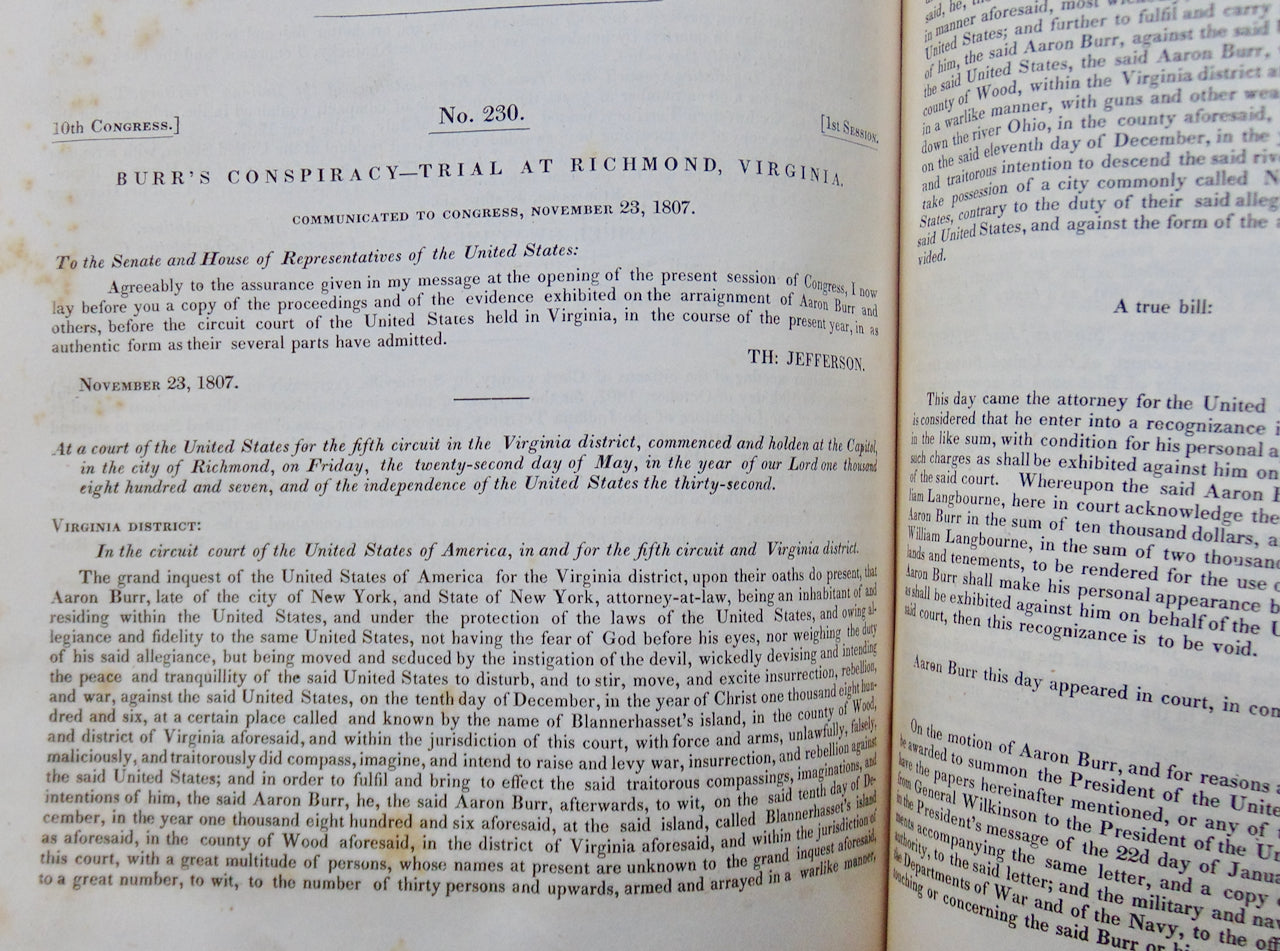 10th CONGRESS.] No. 230. [1st SESSION.
BURR'S CONSPIRACY—TRIAL AT RICHMOND, VIRGINIA.
COMMUNICATED TO CONGRESS, NOVEMBER 23, 1807.
To the Senate and House of Representatives of the United States:
Agreeably to the assurance given in my message at the opening of the present session of Congress, I now
lay before you a copy of the proceedings and of the evidence exhibited on the arraignment of Aaron Burr and
others, before the circuit court of the United States held in Virginia, in the course of the present year, in as
authentic form as their several parts have admitted.
TH: JEFFERSON.
NOVEMBER 23, 1807.
At a court of the United States for the fifth circuit in the Virginia district, commenced and holden at the Capitol,
in the city of Richmond, on Friday, the twenty-second day of May, in the year of our Lord one thousand
eight hundred and seven, and of the independence of the United States the thirty-second.
VIRGINIA DISTRICT:
In the circuit court of the United States of America, in and for the fifth circuit and Virginia district.
The grand inquest of the United States of America for the Virginia district, upon their oaths do present, that
Aaron Burr, late of the city of New York, and State of New York, attorney-at-law, being an inhabitant of and
residing within the United States, and under the protection of the laws of the United States, and owing al-
legiance and fidelity to the same United States, not having the fear of God before his eyes, nor weighing the duty
of his said allegiance, but being moved and seduced by the instigation of the devil, wickedly devising and intending
the peace and tranquillity of the said United States to disturb, and to stir, move, and excite insurrection, rebellion,
and war, against the said United States, on the tenth day of December, in the year of Christ one thousand eight hun-
dred and six, at a certain place called and known by the name of Blannerhasset's island, in the county of Wood,
and district of Virginia aforesaid, and within the jurisdiction of this court, with force and arms, unlawfully, falsely,
maliciously, and traitorously did compass, imagine, and intend to raise and levy war, insurrection, and rebellion against
the said United States; and in order to fulfil and bring to effect the said traitorous compassings, imaginations, and
intentions of him, the said Aaron Burr, he, the said Aaron Burr, afterwards, to wit, on the said tenth day of De-
cember, in the year one thousand eight hundred and six aforesaid, at the said island, called Blannerhasset's island
as aforesaid, in the county of Wood aforesaid, in the district of Virginia aforesaid, and within the jurisdiction of
this court, with a great multitude of persons, whose names at present are unknown to the grand inquest aforesaid,
to a great number, to wit, to the number of thirty persons and upwards, armed and arrayed in a warlike manner,
said, he, the
in manner aforesaid, most
United States; and further to fulfil and carry
of him, the said Aaron Burr, against the said
the said United States, the said Aaron Burr,
county of Wood, within the Virginia district
in a warlike manner, with guns and other
down the river Ohio, in the county aforesaid,
on the said eleventh day of December, in the
and traitorous intention to descend the said
take possession of a city commonly called N
States, contrary to the duty of their said
said United States, and against the form of the
vided.
A true bill:
This day came the attorney for the United
is considered that he enter into a recognizance
in the like sum, with condition for his personal
such charges as shall be exhibited against him on
of the said court. Whereupon the said Aaron
liam Langbourne, here in court acknowledge
Aaron Burr in the sum of ten thousand dollars,
William Langbourne, in the sum of two
lands and tenements, to be rendered for the use
Aaron Burr shall make his personal appearance
as shall be exhibited against him on behalf of the
said court, then this recognizance is to be void.
Aaron Burr this day appeared in court, in
On the motion of Aaron Burr, and for reasons
be awarded to summon the President of the
have the papers hereinafter mentioned, or any of
from General Wilkinson to the President of the
in the President's message of the 22d day of
ments accompanying the same letter, and a copy
authority, to the said letter; and the military and
the Departments of War and of the Navy, to the
touching or concerning the said Burr or